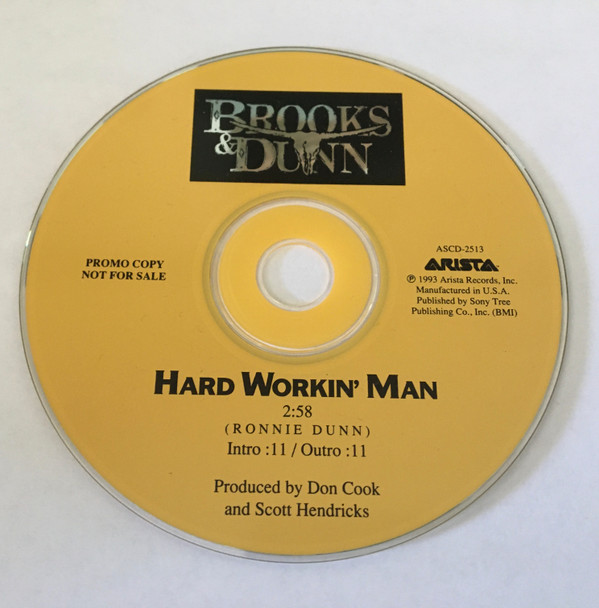 BROOKS
& DUNN
PROMO COPY
NOT FOR SALE
ASCD-2513
ARISTA
℗ 1993 Arista Records, Inc.
Manufactured in U.S.A.
Published by Sony Tree
Publishing Co., Inc. (BMI)
HARD WORKIN' MAN
2:58
(RONNIE DUNN)
Intro :11 / Outro :11
Produced by Don Cook
and Scott Hendricks